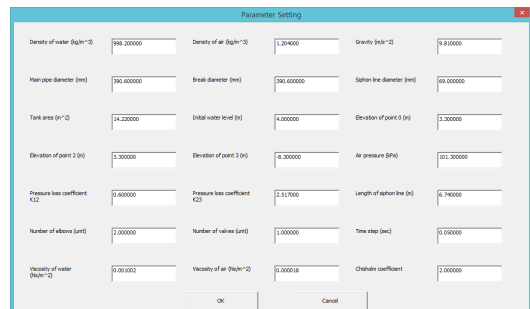 Parameter Setting
Density of water (kg/m^3) 998.200000 Density of air (kg/m^3) 1.204000 Gravity (m/s^2) 9.810000
Main pipe diameter (mm) 390.600000 Break diameter (mm) 390.600000 Siphon line diameter (mm) 69.000000
Tank area (m^2) 14.220000 Initial water level (m) 4.000000 Elevation of point 0 (m) 3.300000
Elevation of point 2 (m) 3.300000 Elevation of point 3 (m) -8.300000 Air pressure (kPa) 101.300000
Pressure loss coefficient K12 0.600000 Pressure loss coefficient K23 2.517000 Length of siphon line (m) 6.740000
Number of elbows (unit) 2.000000 Number of valves (unit) 1.000000 Time step (sec) 0.050000
Viscosity of water (Ns/m^2) 0.001002 Viscosity of air (Ns/m^2) 0.000018 Chisholm coefficient 2.000000
OK Cancel